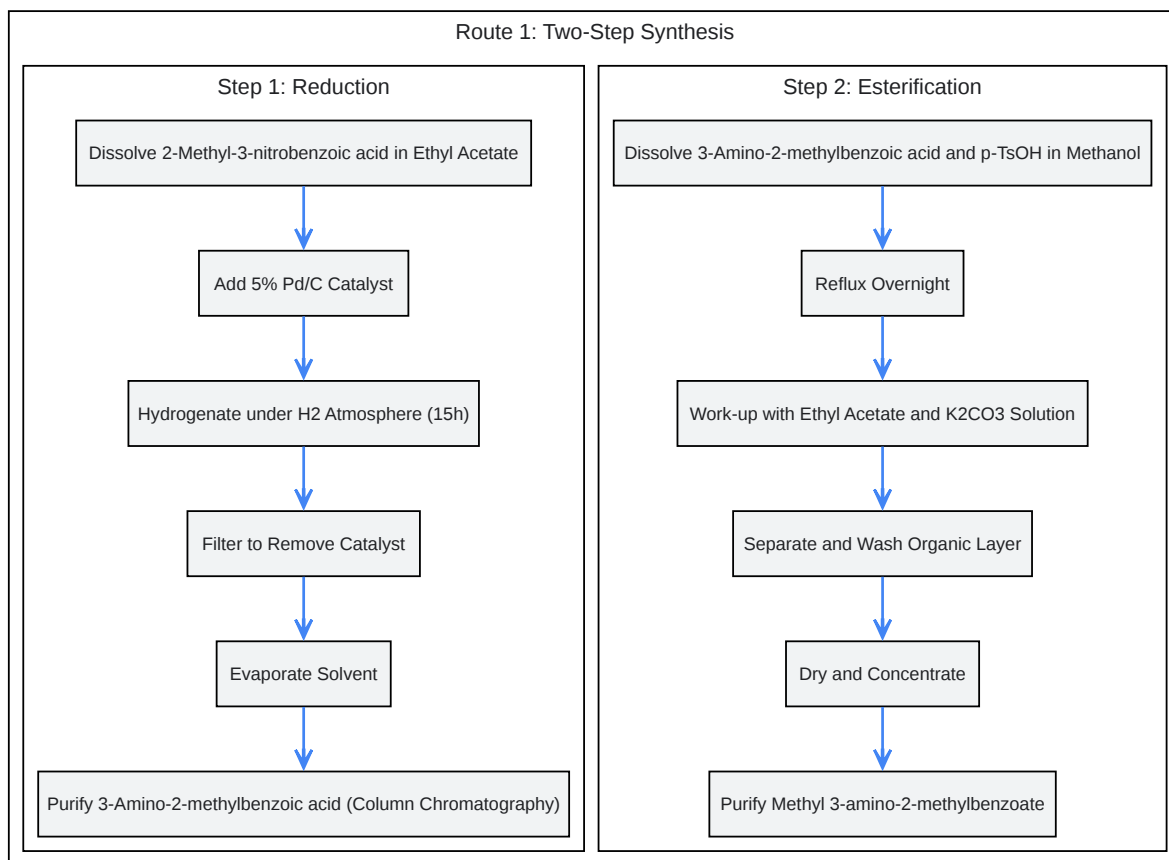 Route 1: Two-Step Synthesis
Step 1: Reduction
Dissolve 2-Methyl-3-nitrobenzoic acid in Ethyl Acetate
Add 5% Pd/C Catalyst
Hydrogenate under H2 Atmosphere (15h)
Filter to Remove Catalyst
Evaporate Solvent
Purify 3-Amino-2-methylbenzoic acid (Column Chromatography)
Step 2: Esterification
Dissolve 3-Amino-2-methylbenzoic acid and p-TsOH in Methanol
Reflux Overnight
Work-up with Ethyl Acetate and K2CO3 Solution
Separate and Wash Organic Layer
Dry and Concentrate
Purify Methyl 3-amino-2-methylbenzoate